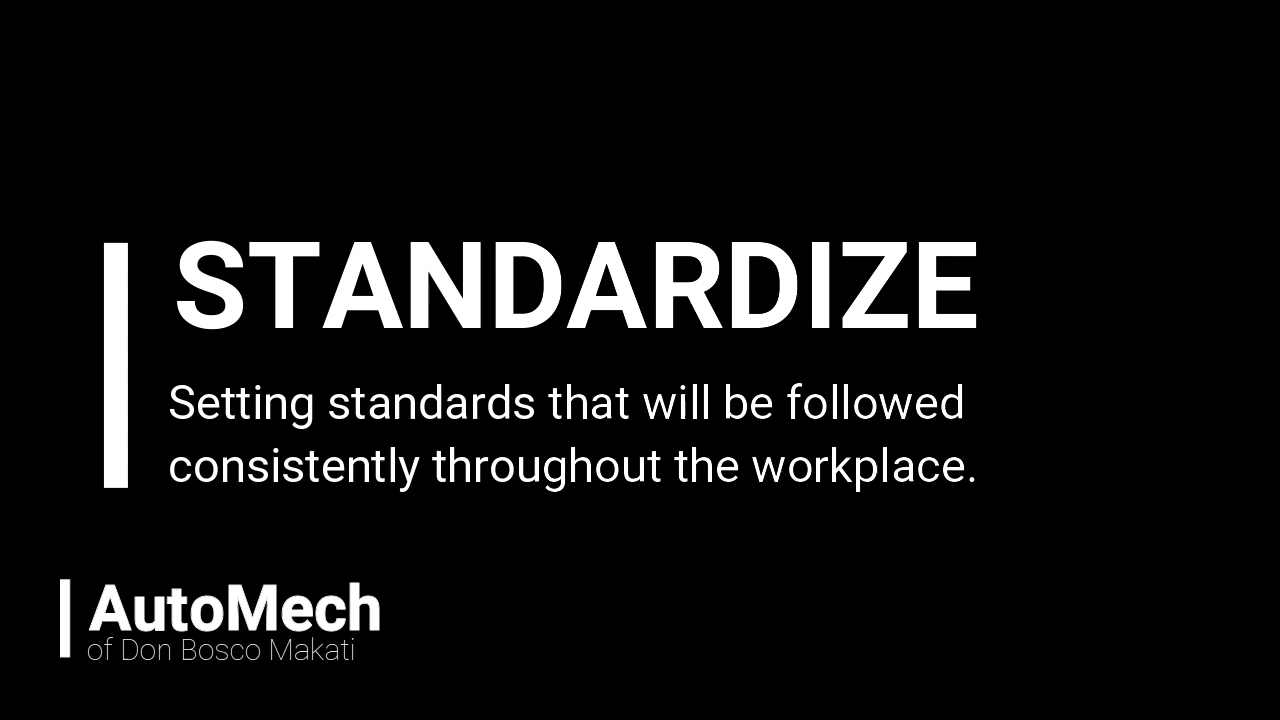 STANDARDIZE
Setting standards that will be followed
consistently throughout the workplace.
AutoMech
of Don Bosco Makati